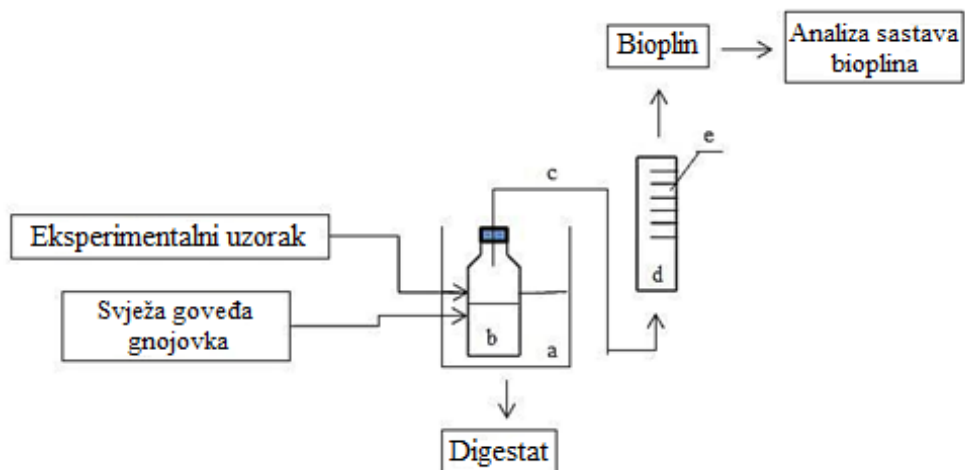 Bioplin
Analiza sastava
bioplina
e
c
Eksperimentalni uzorak
d
Svježa goveđa
gnojovka
b
a
Digestat